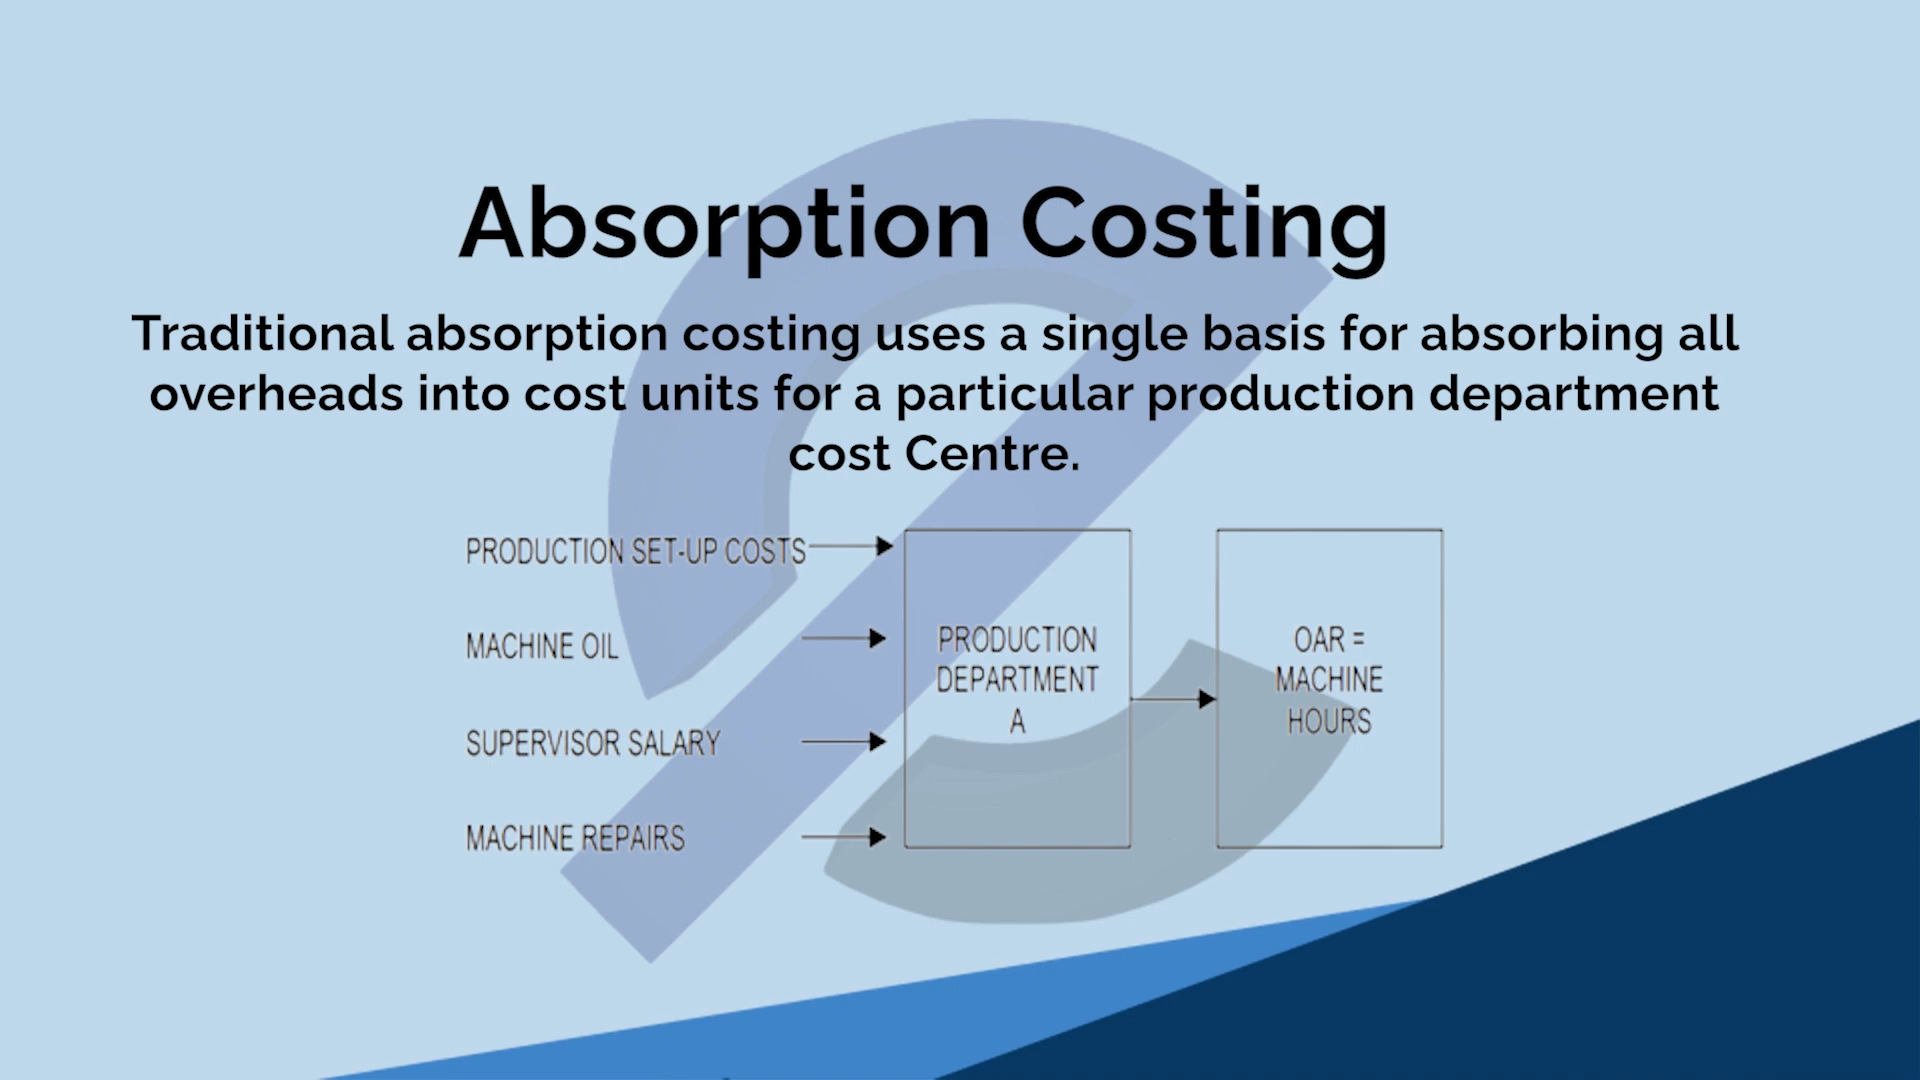 Absorption Costing
Traditional absorption costing uses a single basis for absorbing all
overheads into cost units for a particular production department
cost Centre.
PRODUCTION SET-UP COSTS
MACHINE OIL
SUPERVISOR SALARY
MACHINE REPAIRS
PRODUCTION
DEPARTMENT
A
OAR =
MACHINE
HOURS